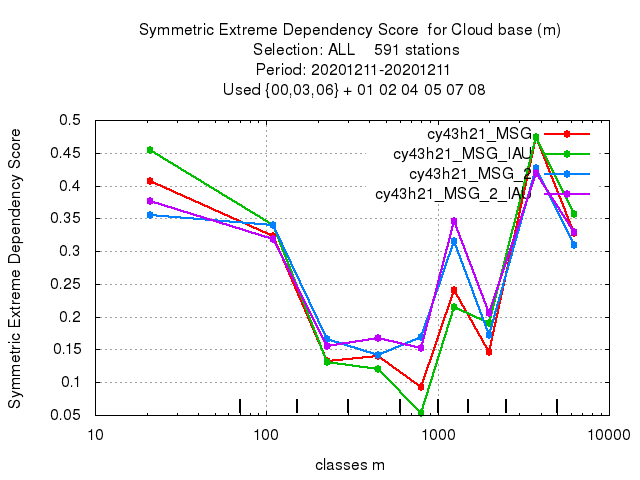 Symmetric Extreme Dependency Score  for Cloud base (m)
Selection: ALL    591 stations
Period: 20201211-20201211
Used {00,03,06} + 01 02 04 05 07 08
Symmetric Extreme Dependency Score
0.5
0.45
0.4
0.35
0.3
0.25
0.2
0.15
0.1
0.05
cy43h21_MSG
cy43h21_MSG_IAU
cy43h21_MSG_2
cy43h21_MSG_2_IAU
10 100 1000 10000
classes m